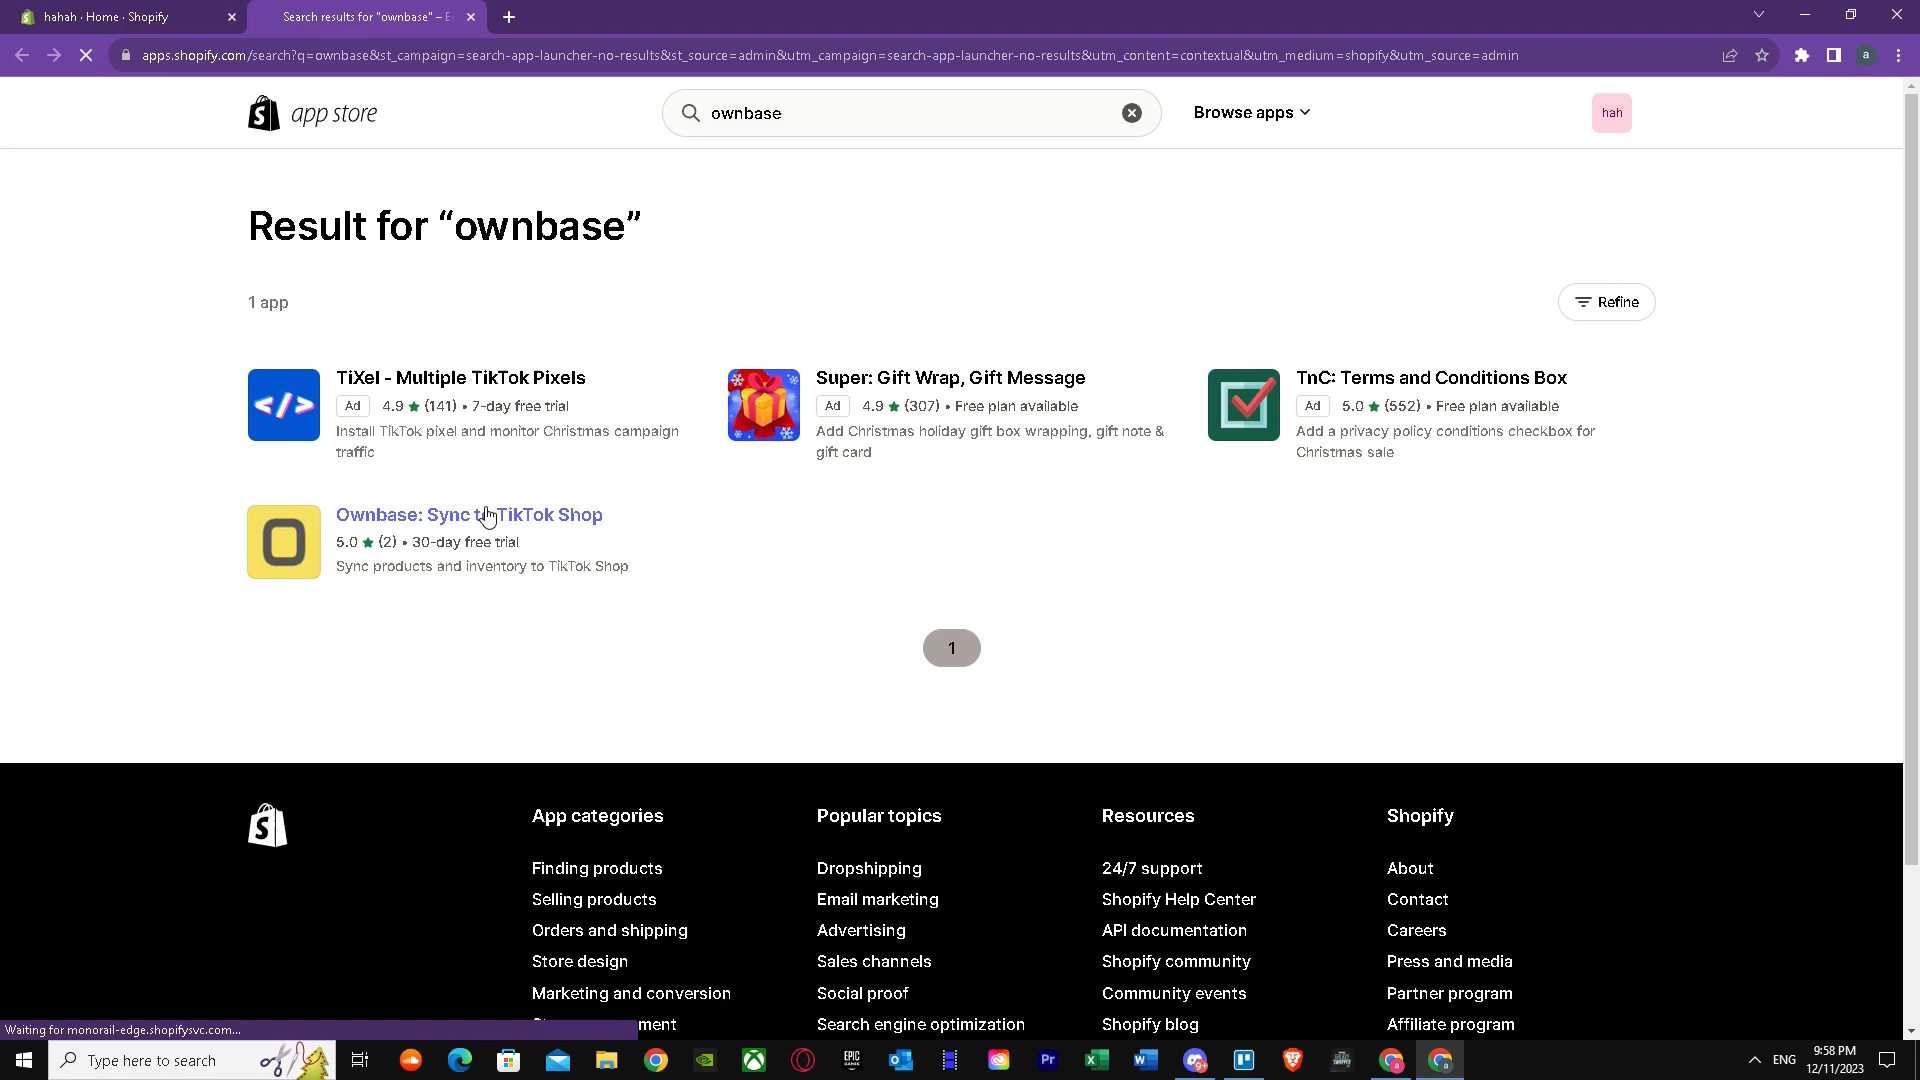 hahah · Home · Shopify
Search results for "ownbase" – E
apps.shopify.com/search?q=ownbase&st_campaign=search-app-launcher-no-results&st_source=admin&utm_campaign=search-app-launcher-no-results&utm_content=contextual&utm_medium=shopify&utm_source=admin
a
app store
ownbase
Browse apps
hah
Result for “ownbase”
1 app
Refine
TiXel - Multiple TikTok Pixels
Ad 4.9 ★ (141) • 7-day free trial
Install TikTok pixel and monitor Christmas campaign
traffic
Super: Gift Wrap, Gift Message
Ad 4.9 ★ (307) • Free plan available
Add Christmas holiday gift box wrapping, gift note &
gift card
TnC: Terms and Conditions Box
Ad 5.0 ★ (552) • Free plan available
Add a privacy policy conditions checkbox for
Christmas sale
Ownbase: Sync to TikTok Shop
5.0 ★ (2) • 30-day free trial
Sync products and inventory to TikTok Shop
1
App categories
Finding products
Selling products
Orders and shipping
Store design
Marketing and conversion
Popular topics
Dropshipping
Email marketing
Advertising
Sales channels
Social proof
Search engine optimization
Resources
24/7 support
Shopify Help Center
API documentation
Shopify community
Community events
Shopify blog
Shopify
About
Contact
Careers
Press and media
Partner program
Affiliate program
Waiting for monorail-edge.shopifysvc.com...
Type here to search
EPIC
Pr
ENG
9:58 PM
12/11/2023